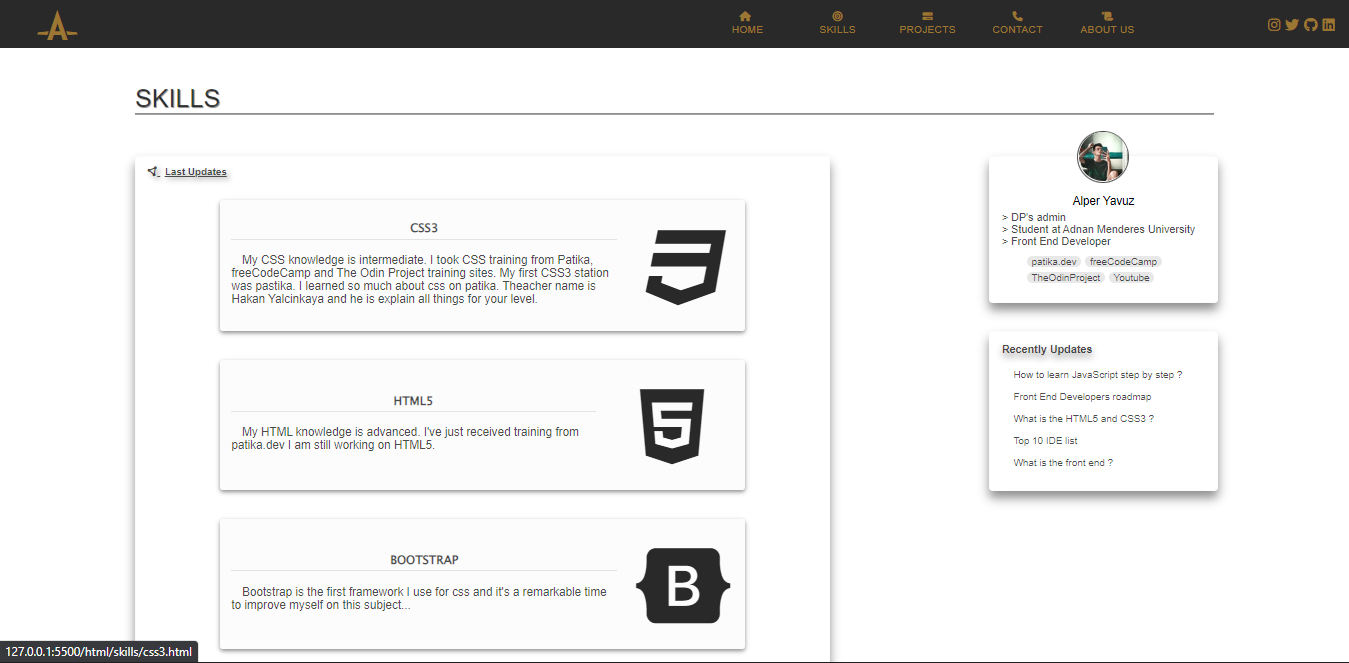 HOME
SKILLS
PROJECTS
CONTACT
ABOUT US
SKILLS
Last Updates
CSS3
My CSS knowledge is intermediate. I took CSS training from Patika,
freeCodeCamp and The Odin Project training sites. My first CSS3 station
was pastika. I learned so much about css on patika. Theacher name is
Hakan Yalcinkaya and he is explain all things for your level.
HTML5
My HTML knowledge is advanced. I've just received training from
patika.dev I am still working on HTML5.
5
BOOTSTRAP
Bootstrap is the first framework I use for css and it's a remarkable time
to improve myself on this subject...
B
Alper Yavuz
> DP's admin
> Student at Adnan Menderes University
> Front End Developer
patika.dev freeCodeCamp
TheOdinProject Youtube
Recently Updates
How to learn JavaScript step by step ?
Front End Developers roadmap
What is the HTML5 and CSS3 ?
Top 10 IDE list
What is the front end ?
127.0.0.1:5500/html/skills/css3.html